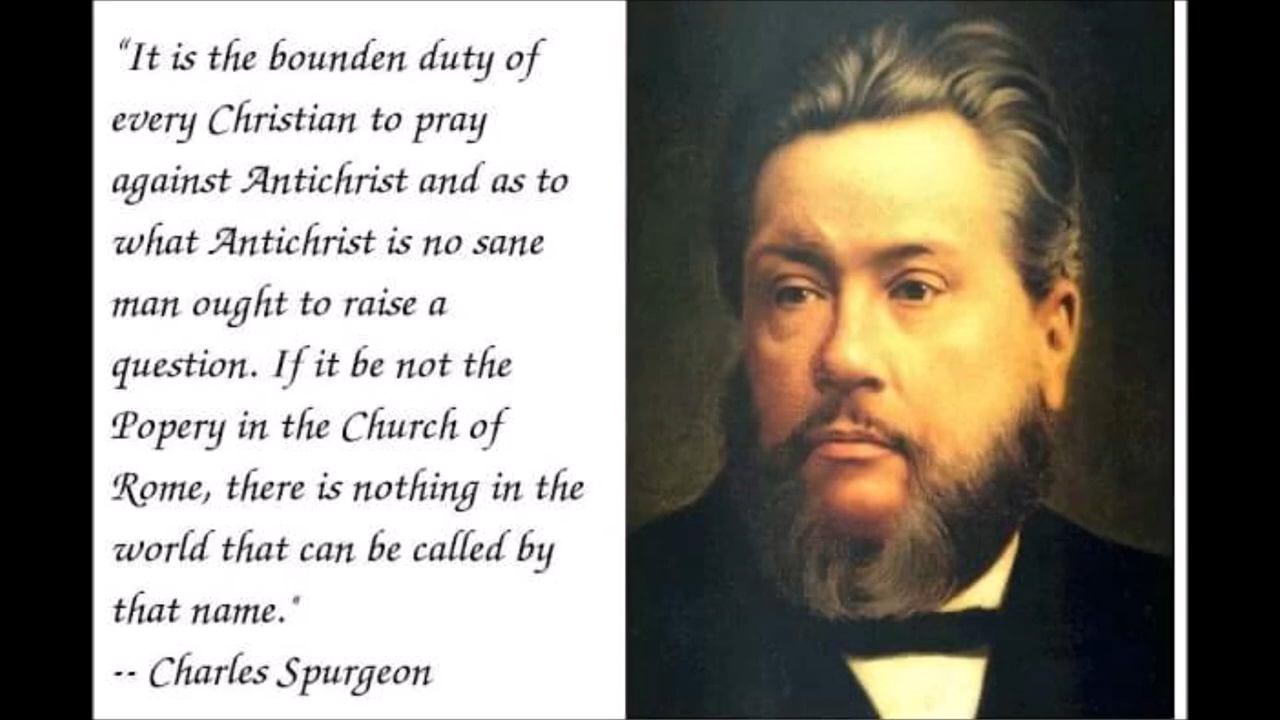 "It is the bounden duty of
every Christian to pray
against Antichrist and as to
what Antichrist is no sane
man ought to raise a
question. If it be not the
Popery in the Church of
Rome, there is nothing in the
world that can be called by
that name."
-- Charles Spurgeon